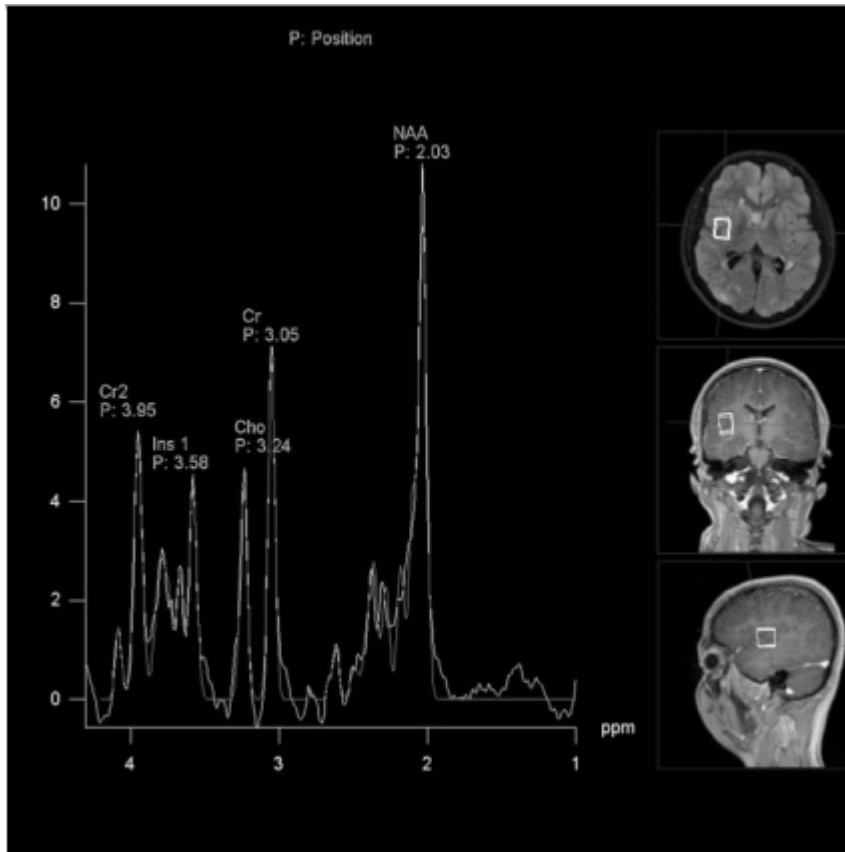 P: Position
NAA
P: 2.03
10
8
Cr
P: 3.05
6
Cr2
P: 3.95
Ins 1
P: 3.58
Cho
P: 3.24
4
2
0
ppm
4
3
2
1